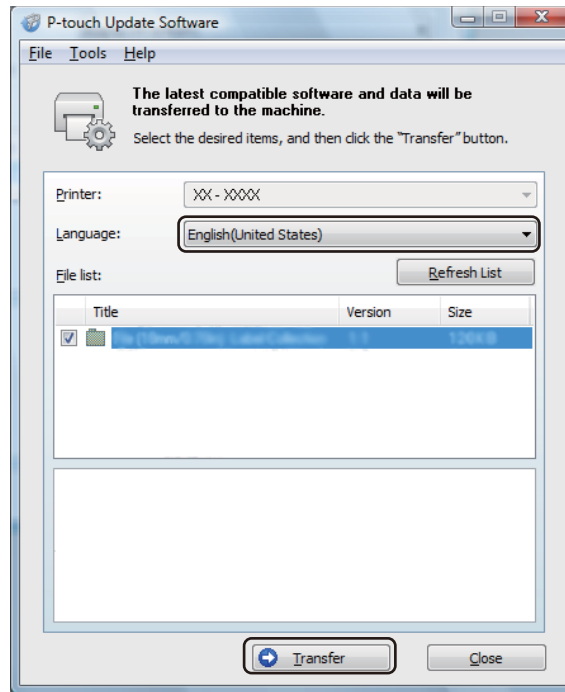 P-touch Update Software
File Tools Help
The latest compatible software and data will be
transferred to the machine.
Select the desired items, and then click the "Transfer" button.
Printer: XX - XXXX
Language: English(United States)
File list: Refresh List
Title Version Size
Transfer Close